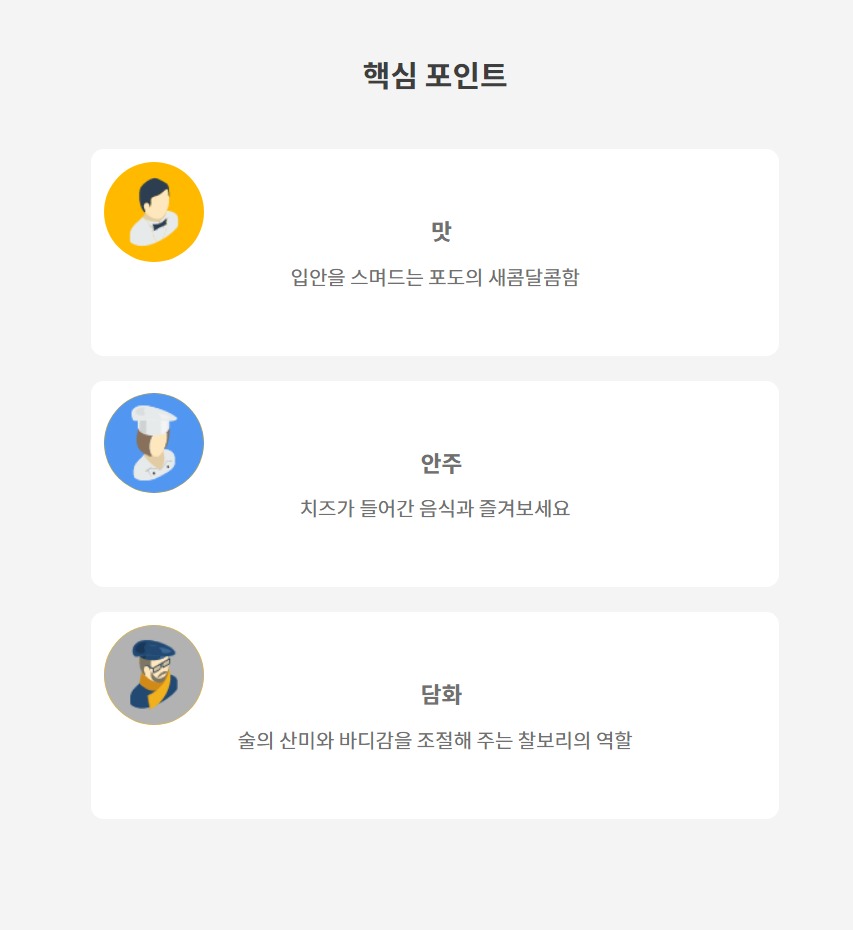 핵심 포인트
맛
입안을 스며드는 포도의 새콤달콤함
안주
치즈가 들어간 음식과 즐겨보세요
담화
술의 산미와 바디감을 조절해 주는 찰보리의 역할